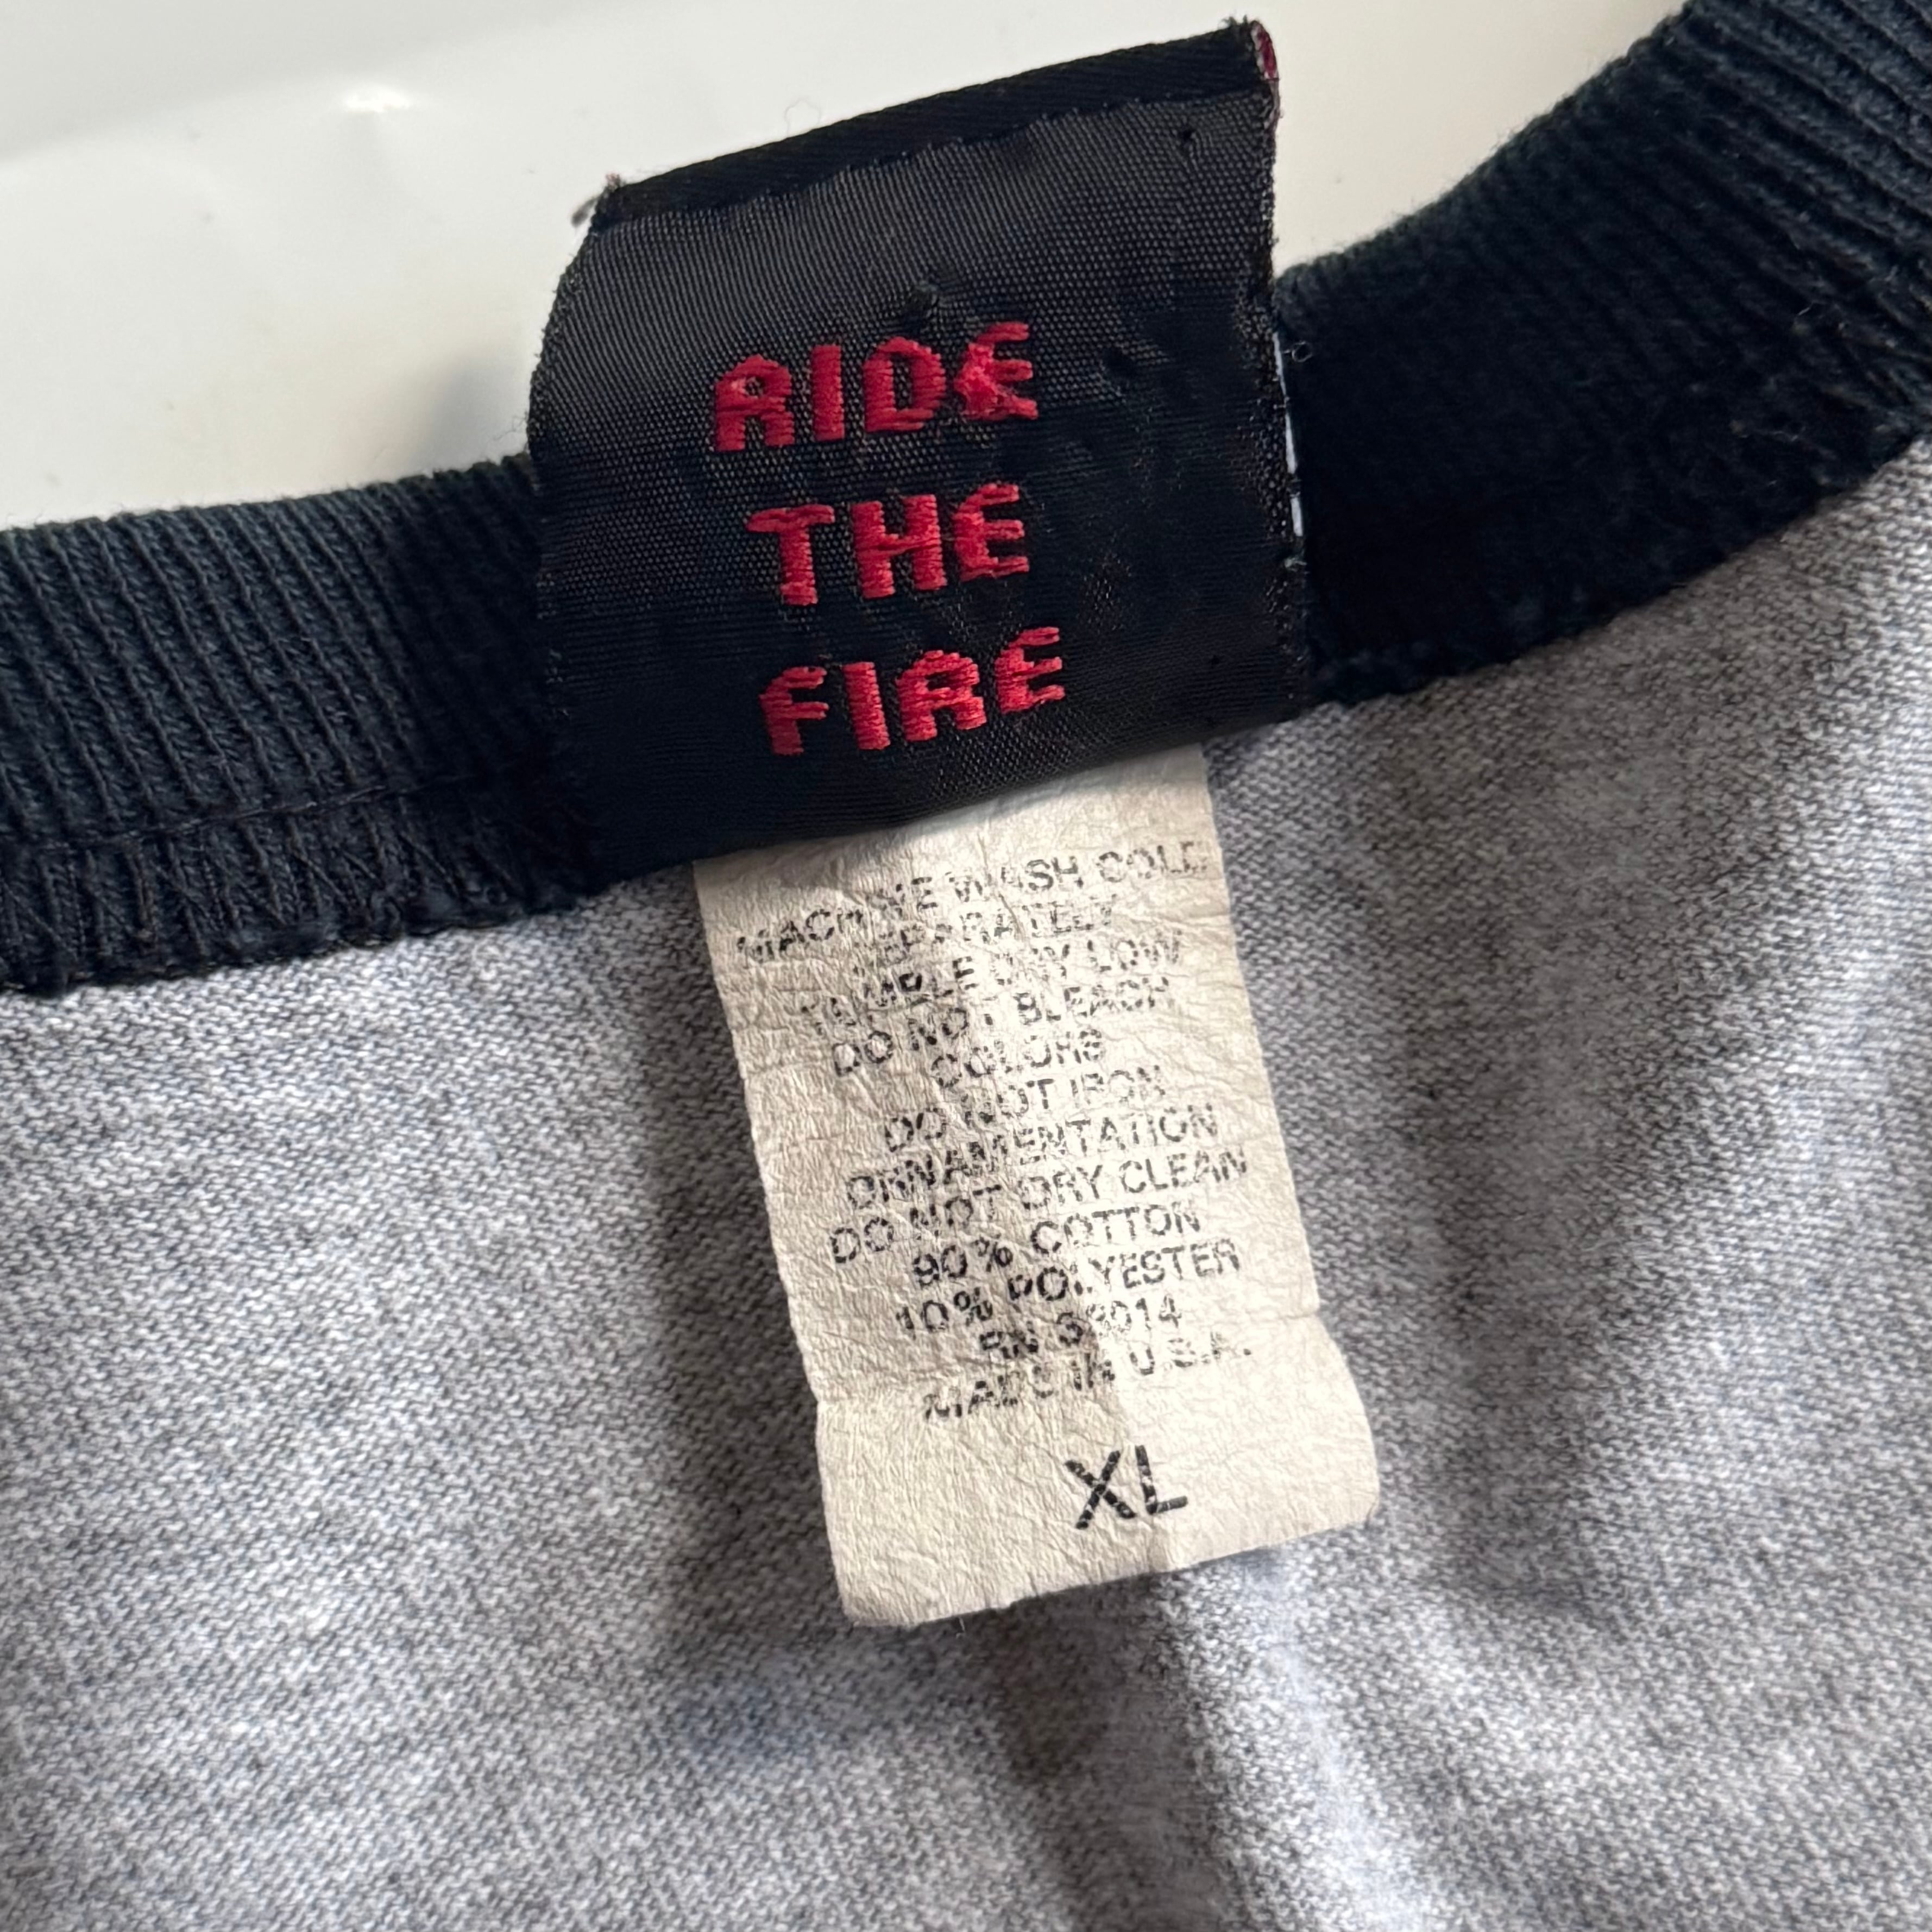 RIDE
THE
FIRE
MACHINE WASH COLD
SEPARATELY
TUMBLE DRY LOW
DO NOT BLEACH
COLORS
DO NOT IRON
ORNAMENTATION
DO NOT DRY CLEAN
90% COTTON
10% POLYESTER
RN
MADE IN U.S.A.
XL